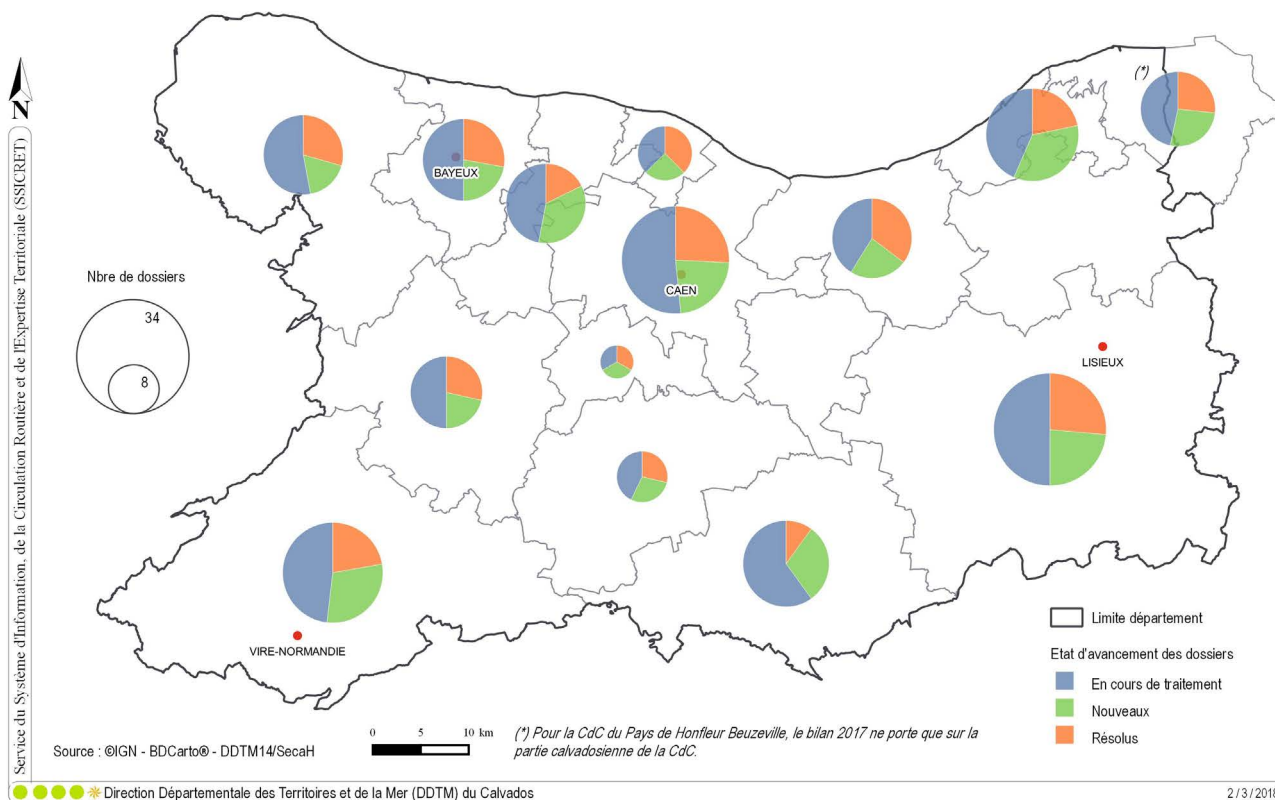 N
Service du Système d'Information, de la Circulation Routière et de l'Expertise Territoriale (SSICRET)
(*)
BAYEUX
CAEN
Nbre de dossiers
34
8
LISIEUX
VIRE-NORMANDIE
Limite département
Etat d'avancement des dossiers
En cours de traitement
Nouveaux
Résolus
Source : ©IGN - BDCarto® - DDTM14/SecaH
0 5 10 km
(*) Pour la CdC du Pays de Honfleur Beuzeville, le bilan 2017 ne porte que sur la
partie calvadosienne de la CdC.
Direction Départementale des Territoires et de la Mer (DDTM) du Calvados
2/3/2018